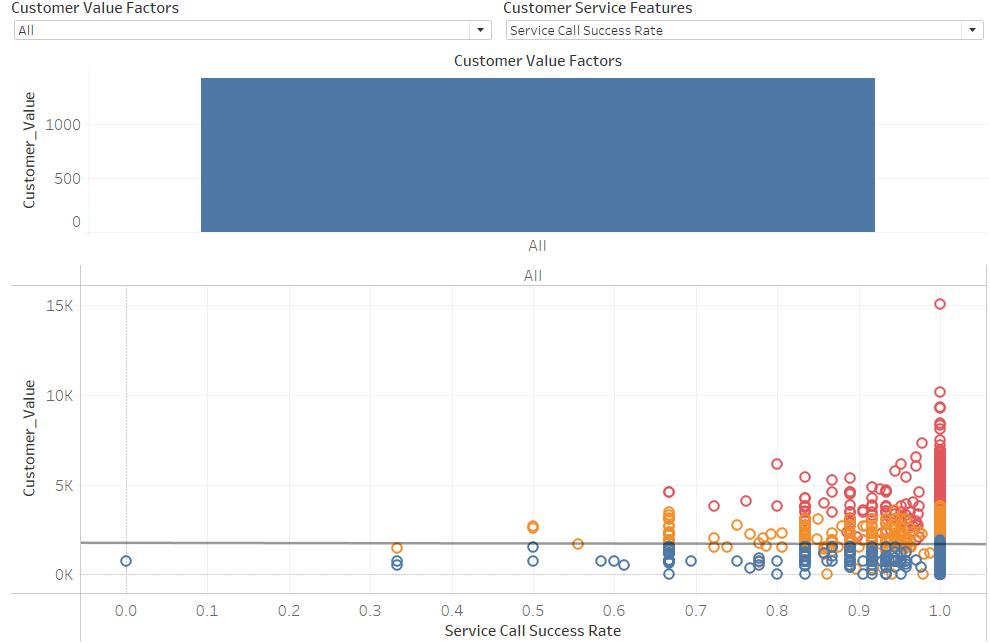 Customer Value Factors Customer Service Features
All Service Call Success Rate
Customer Value Factors
Customer_Value
1000
500
0
All
All
Customer_Value
15K
10K
5K
0K
0.0 0.1 0.2 0.3 0.4 0.5 0.6 0.7 0.8 0.9 1.0
Service Call Success Rate